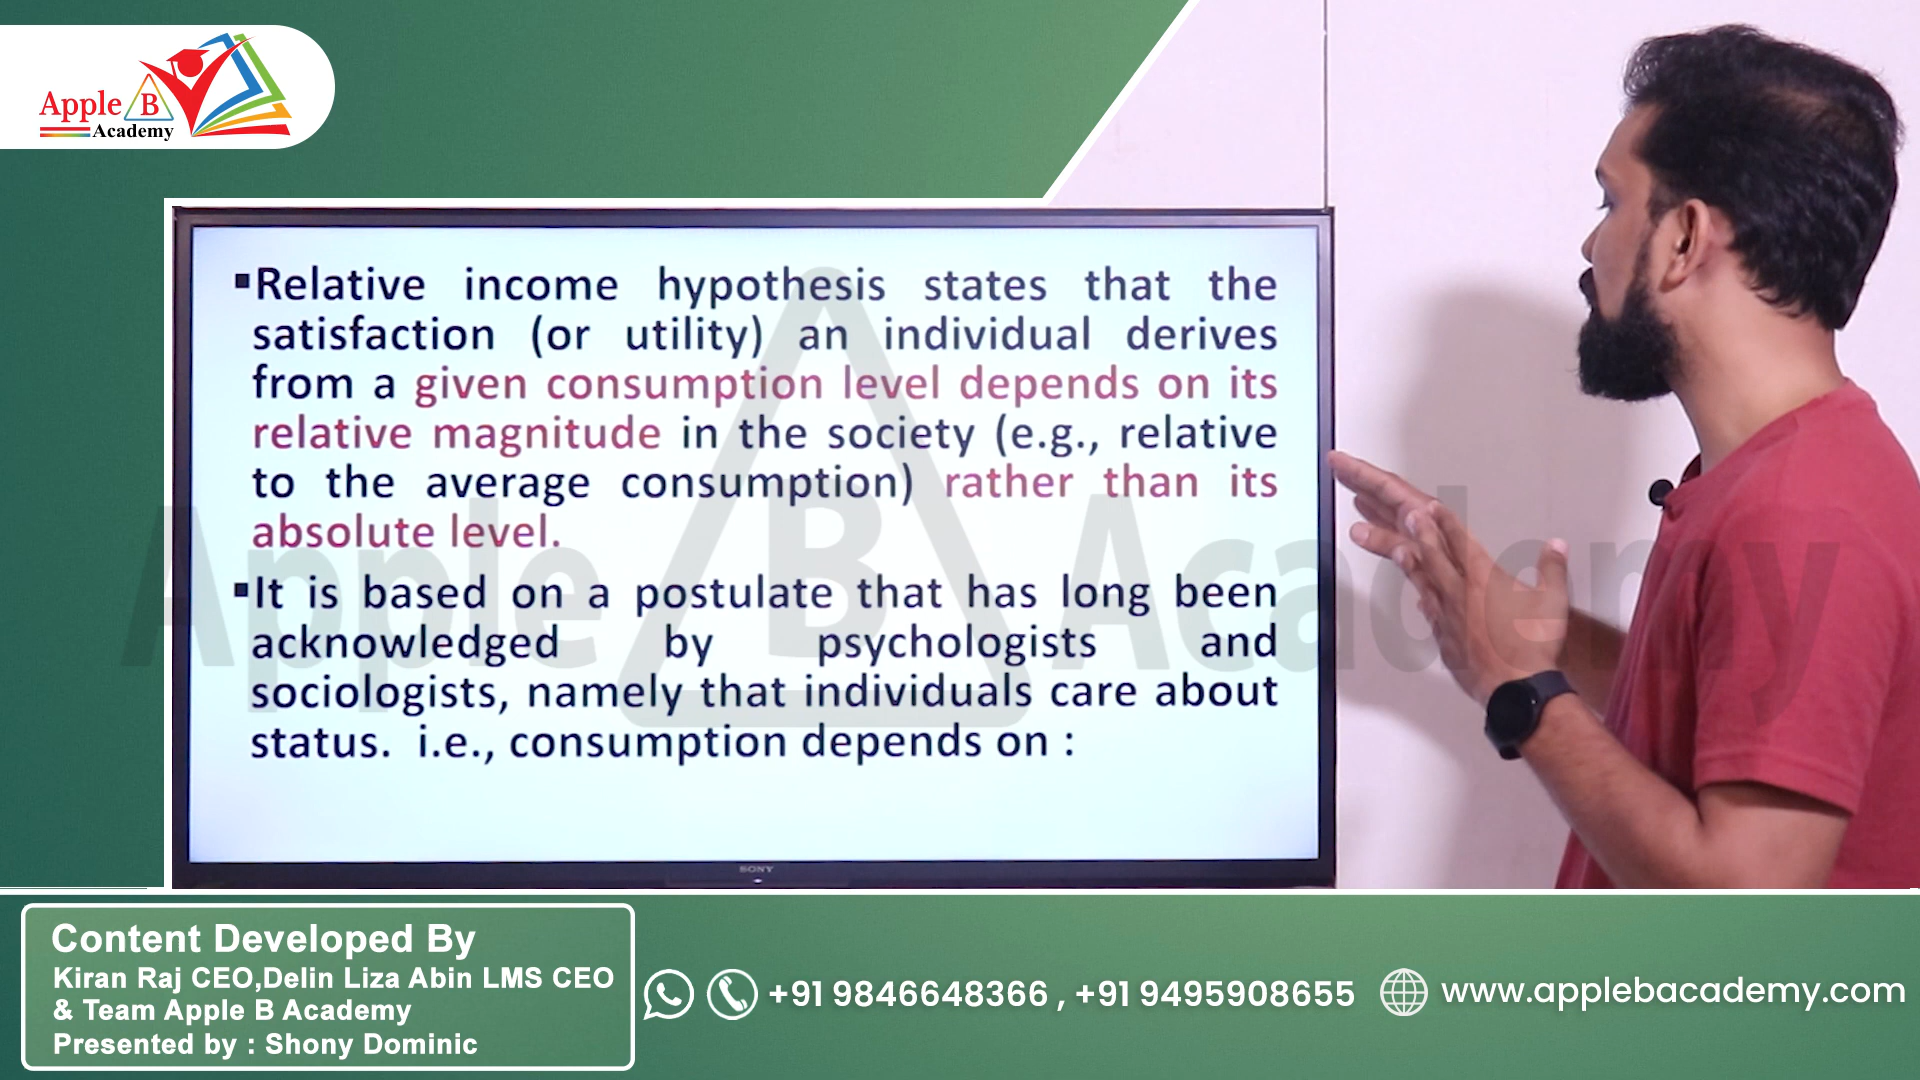 Apple B
Academy
▪Relative income hypothesis states that the
satisfaction (or utility) an individual derives
from a given consumption level depends on its
relative magnitude in the society (e.g., relative
to the average consumption) rather than its
absolute level.
▪It is based on a postulate that has long been
acknowledged by psychologists and
sociologists, namely that individuals care about
status. i.e., consumption depends on :
Apple B Academy
SONY
Content Developed By
Kiran Raj CEO,Delin Liza Abin LMS CEO
& Team Apple B Academy
Presented by : Shony Dominic
+91 9846648366 , +91 9495908655
www.applebacademy.com